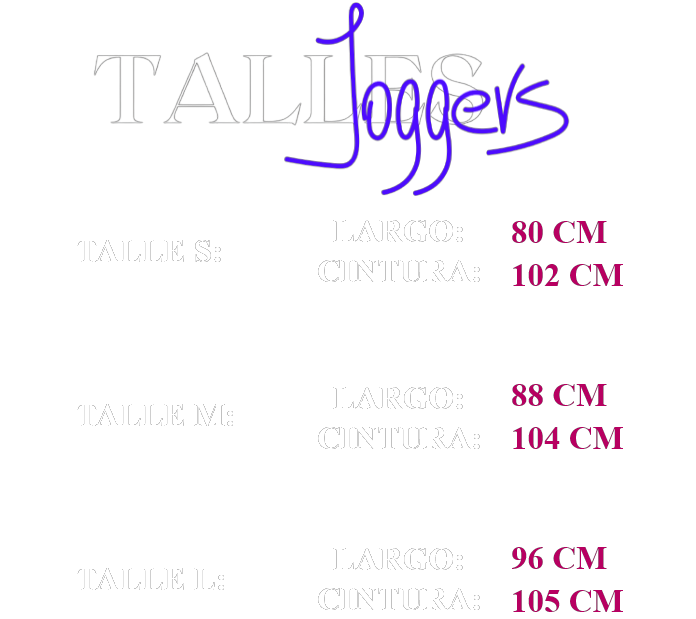 TALLES
Joggers
TALLE S:
LARGO: 80 CM
CINTURA: 102 CM
TALLE M:
LARGO: 88 CM
CINTURA: 104 CM
TALLE L:
LARGO: 96 CM
CINTURA: 105 CM